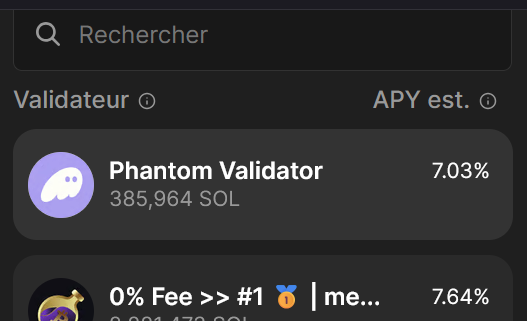 Rechercher
Validateur APY est.
Phantom Validator 7.03%
385,964 SOL
0% Fee >> #1 🥇 | me... 7.64%